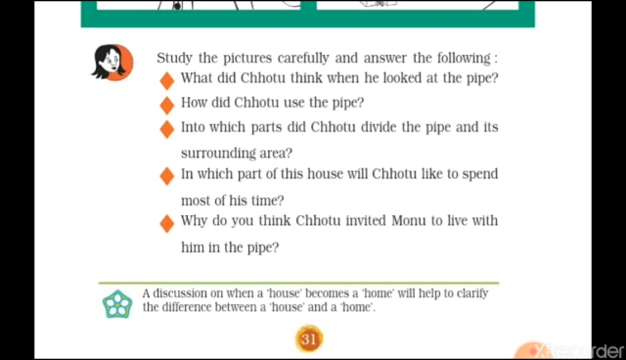 Study the pictures carefully and answer the following :
What did Chhotu think when he looked at the pipe?
How did Chhotu use the pipe?
Into which parts did Chhotu divide the pipe and its
surrounding area?
In which part of this house will Chhotu like to spend
most of his time?
Why do you think Chhotu invited Monu to live with
him in the pipe?
A discussion on when a 'house' becomes a 'home' will help to clarify
the difference between a 'house' and a 'home'.
31
XRecorder